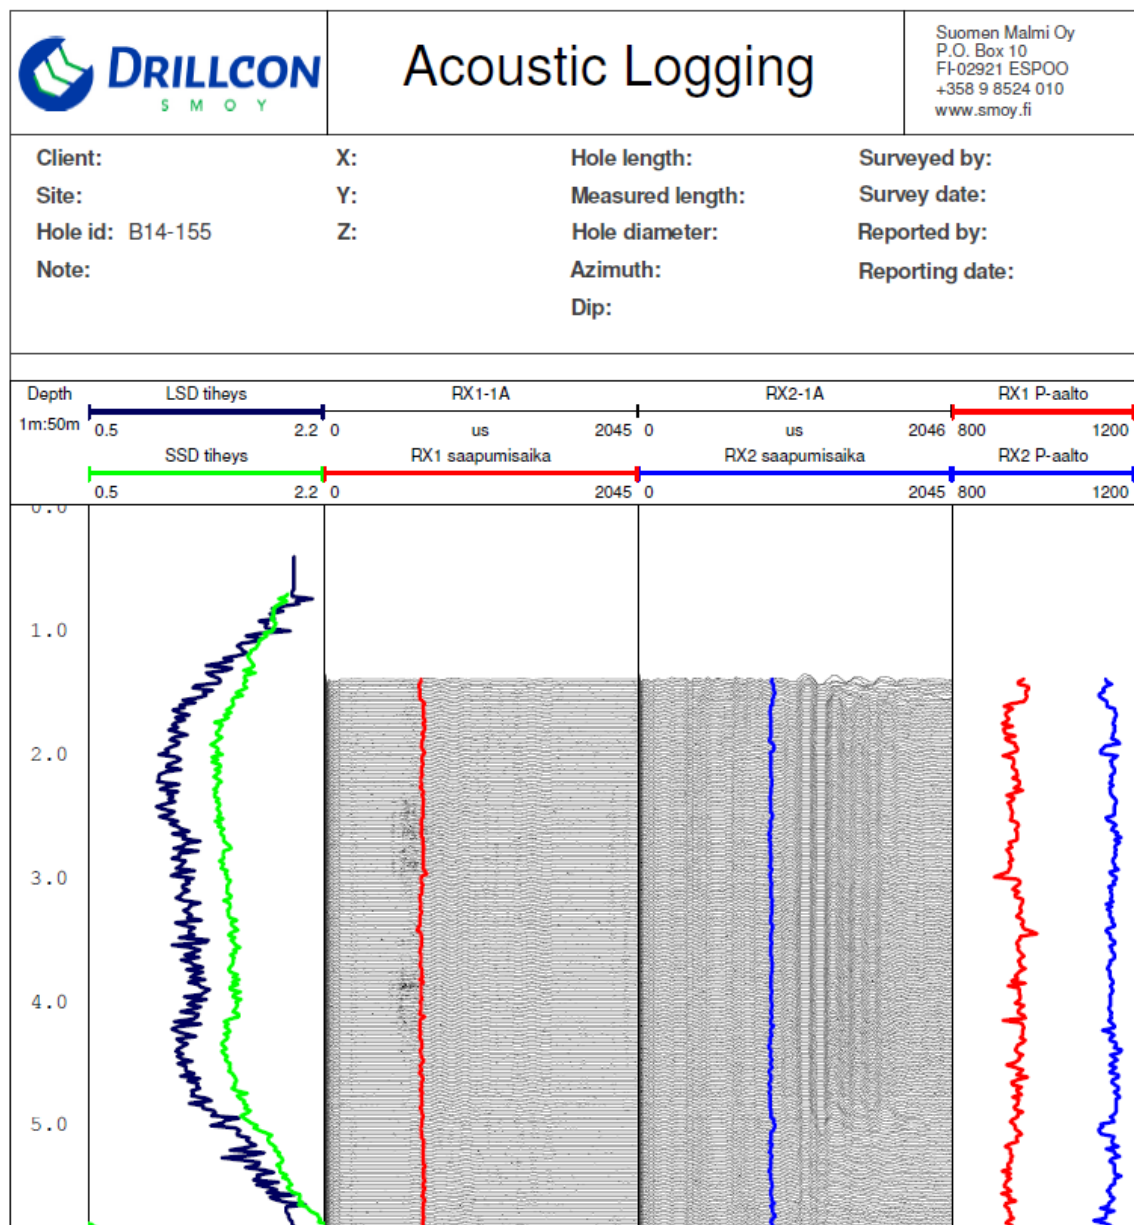 DRILLCON
SMOY
Acoustic Logging
Suomen Malmi Oy
P.O. Box 10
FI-02921 ESPOO
+358 9 8524 010
www.smoy.fi
Client: X: Hole length: Surveyed by:
Site: Y: Measured length: Survey date:
Hole id: B14-155 Z: Hole diameter: Reported by:
Note: Azimuth: Reporting date:
Dip:
Depth LSD tiheys RX1-1A RX2-1A RX1 P-aalto
1m:50m 0.5 2.2 0 us 2045 0 us 2046 800 1200
SSD tiheys RX1 saapumisaika RX2 saapumisaika RX2 P-aalto
0.5 2.2 0 2045 0 2045 800 1200
0.0
1.0
2.0
3.0
4.0
5.0